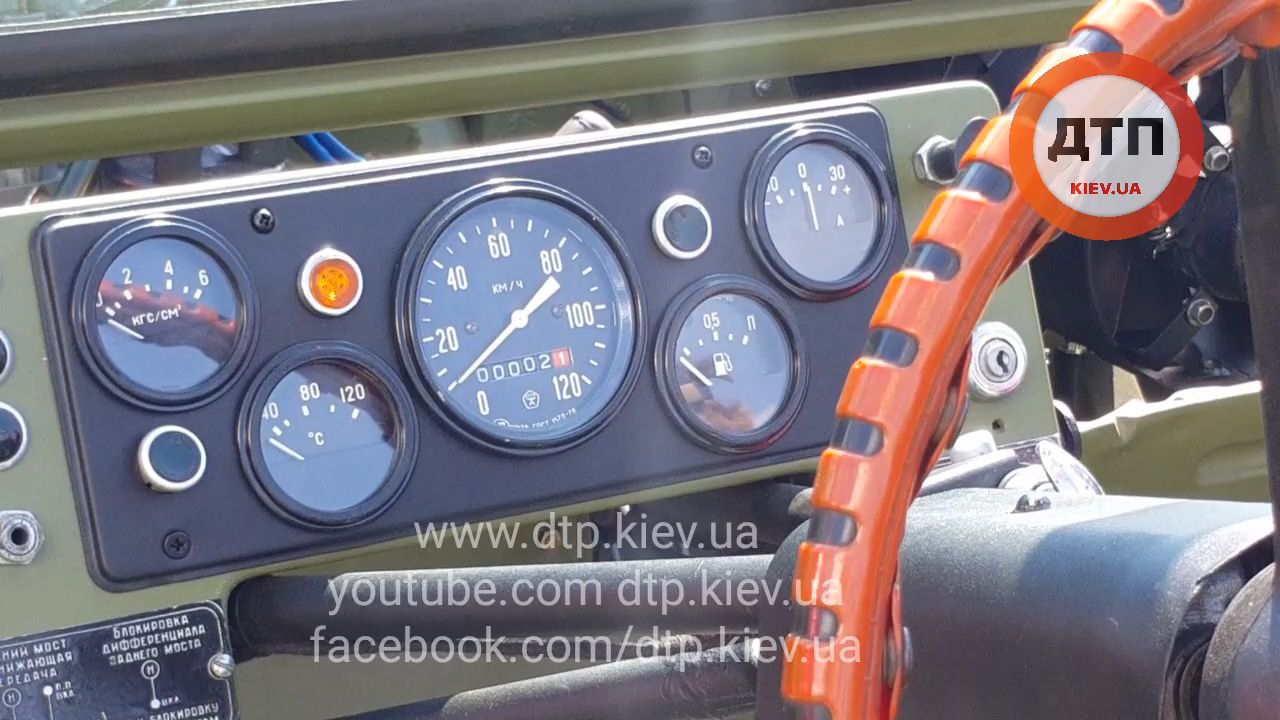 ДТП
KIEV.UA
0 30
+
А
2 4 6
КГС/СМ²
60
40 80
КМ/Ч
20 100
000021
0 120
0,5 П
80 120
°C
www.dtp.kiev.ua
youtube.com dtp.kiev.ua
facebook.com/dtp.kiev.ua
БЛОКИРОВКА
ДИФФЕРЕНЦИАЛА
ЗАДНЕГО МОСТА
МОСТ
Н
Н
ВКЛ
БЛОКИРОВКУ